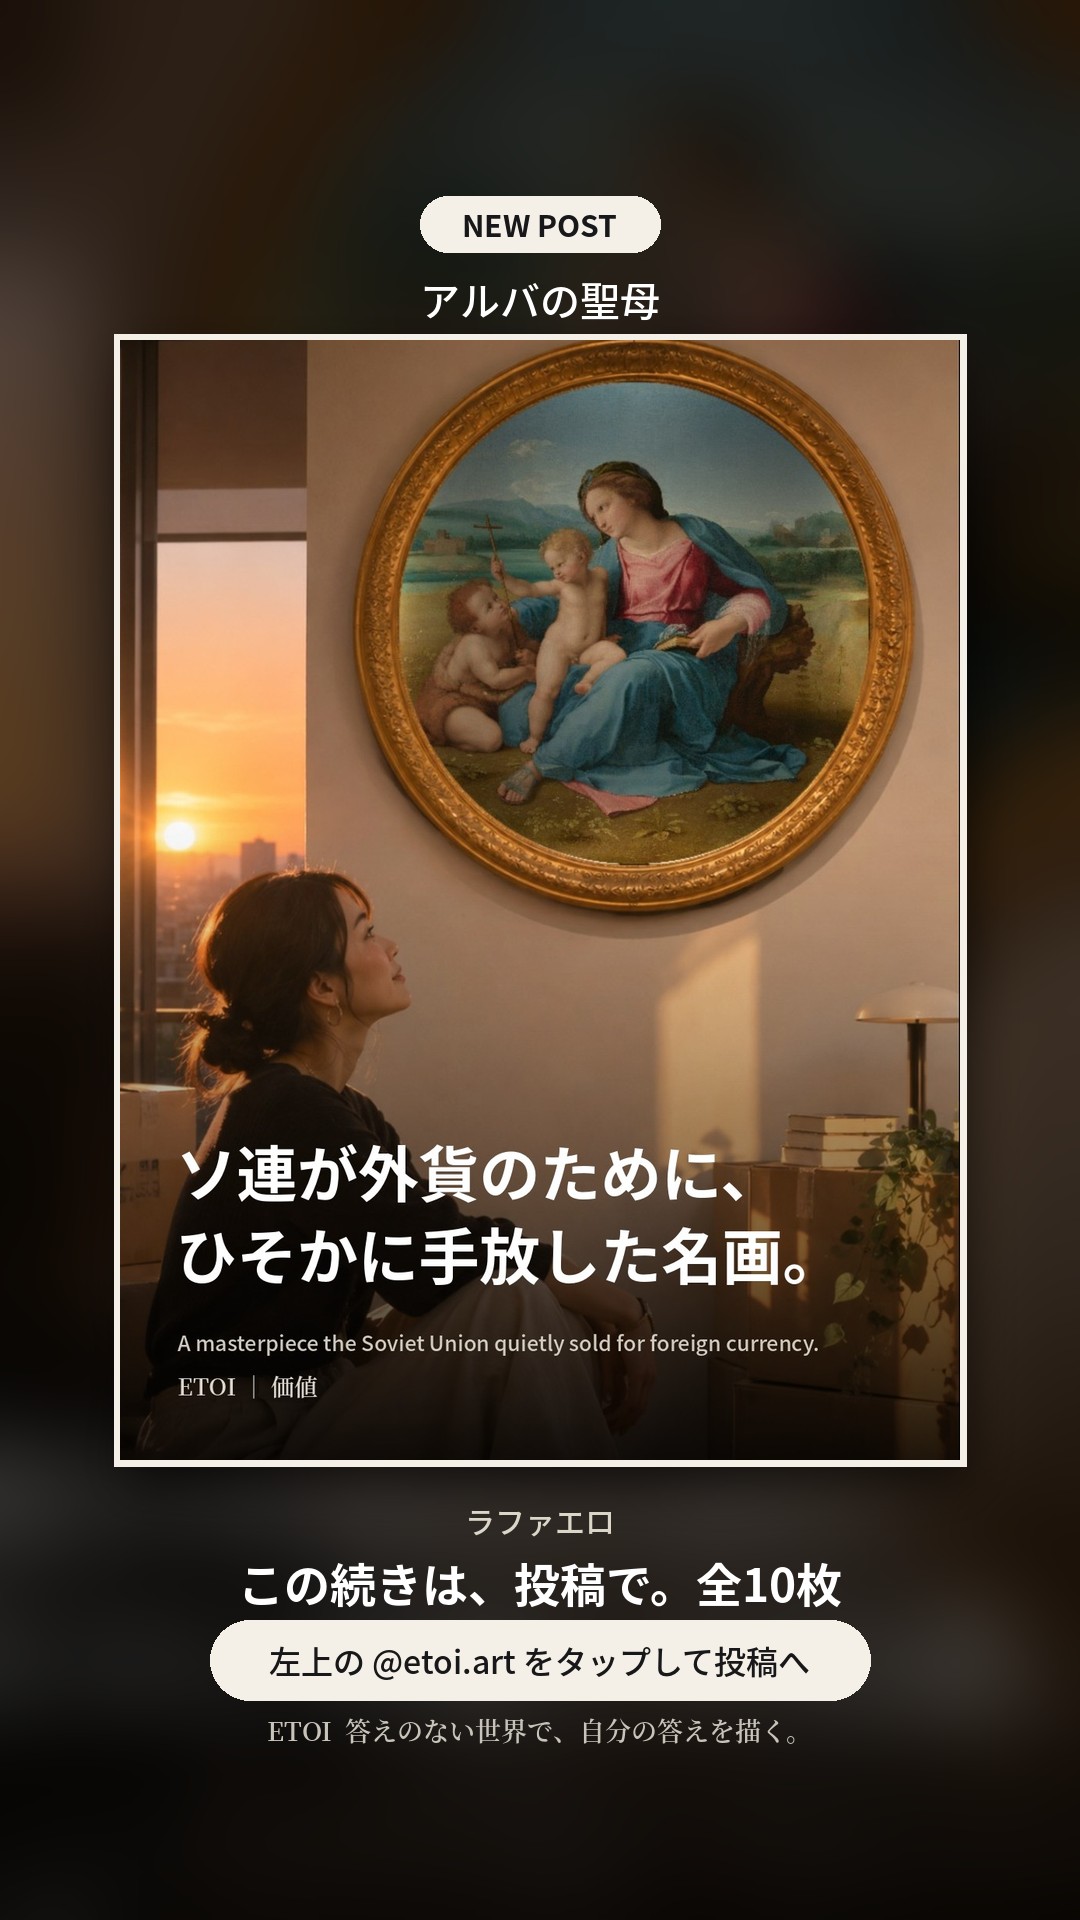 NEW POST
アルバの聖母
ソ連が外貨のために、
ひそかに手放した名画。
A masterpiece the Soviet Union quietly sold for foreign currency.
ETOI ｜ 価値
ラファエロ
この続きは、投稿で。全10枚
左上の @etoi.art をタップして投稿へ
ETOI 答えのない世界で、自分の答えを描く。